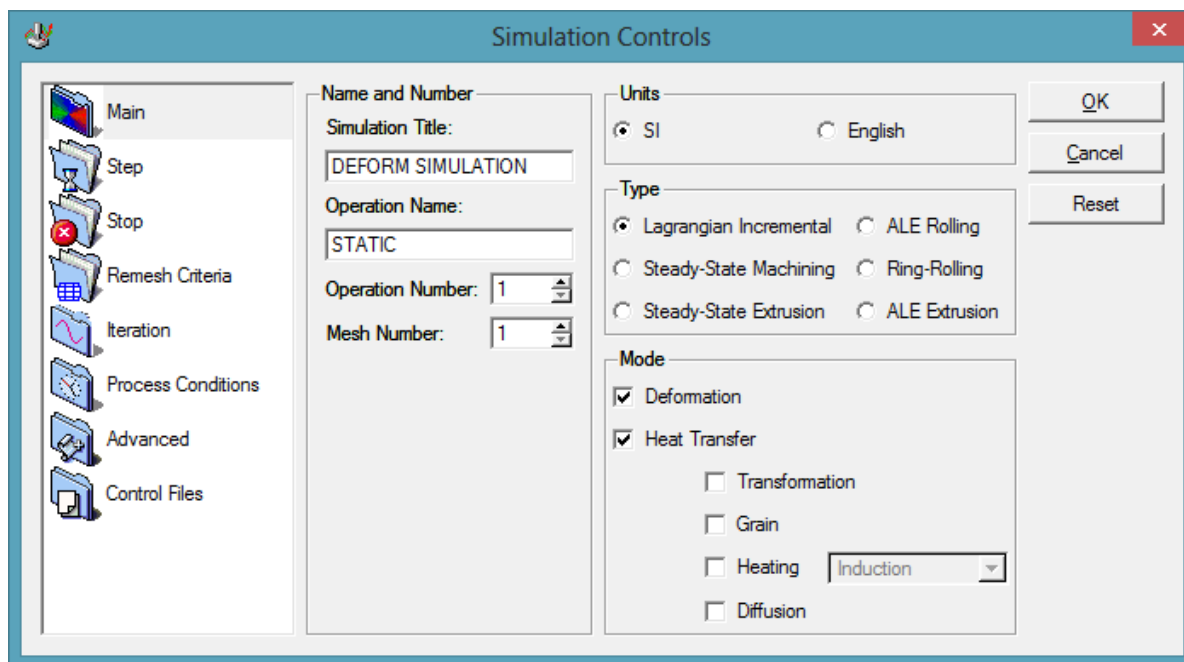 Simulation Controls
Main
Step
Stop
Remesh Criteria
Iteration
Process Conditions
Advanced
Control Files
Name and Number
Simulation Title:
DEFORM SIMULATION
Operation Name:
STATIC
Operation Number: 1
Mesh Number: 1
Units
SI English
Type
Lagrangian Incremental ALE Rolling
Steady-State Machining Ring-Rolling
Steady-State Extrusion ALE Extrusion
Mode
Deformation
Heat Transfer
Transformation
Grain
Heating Induction
Diffusion
OK
Cancel
Reset